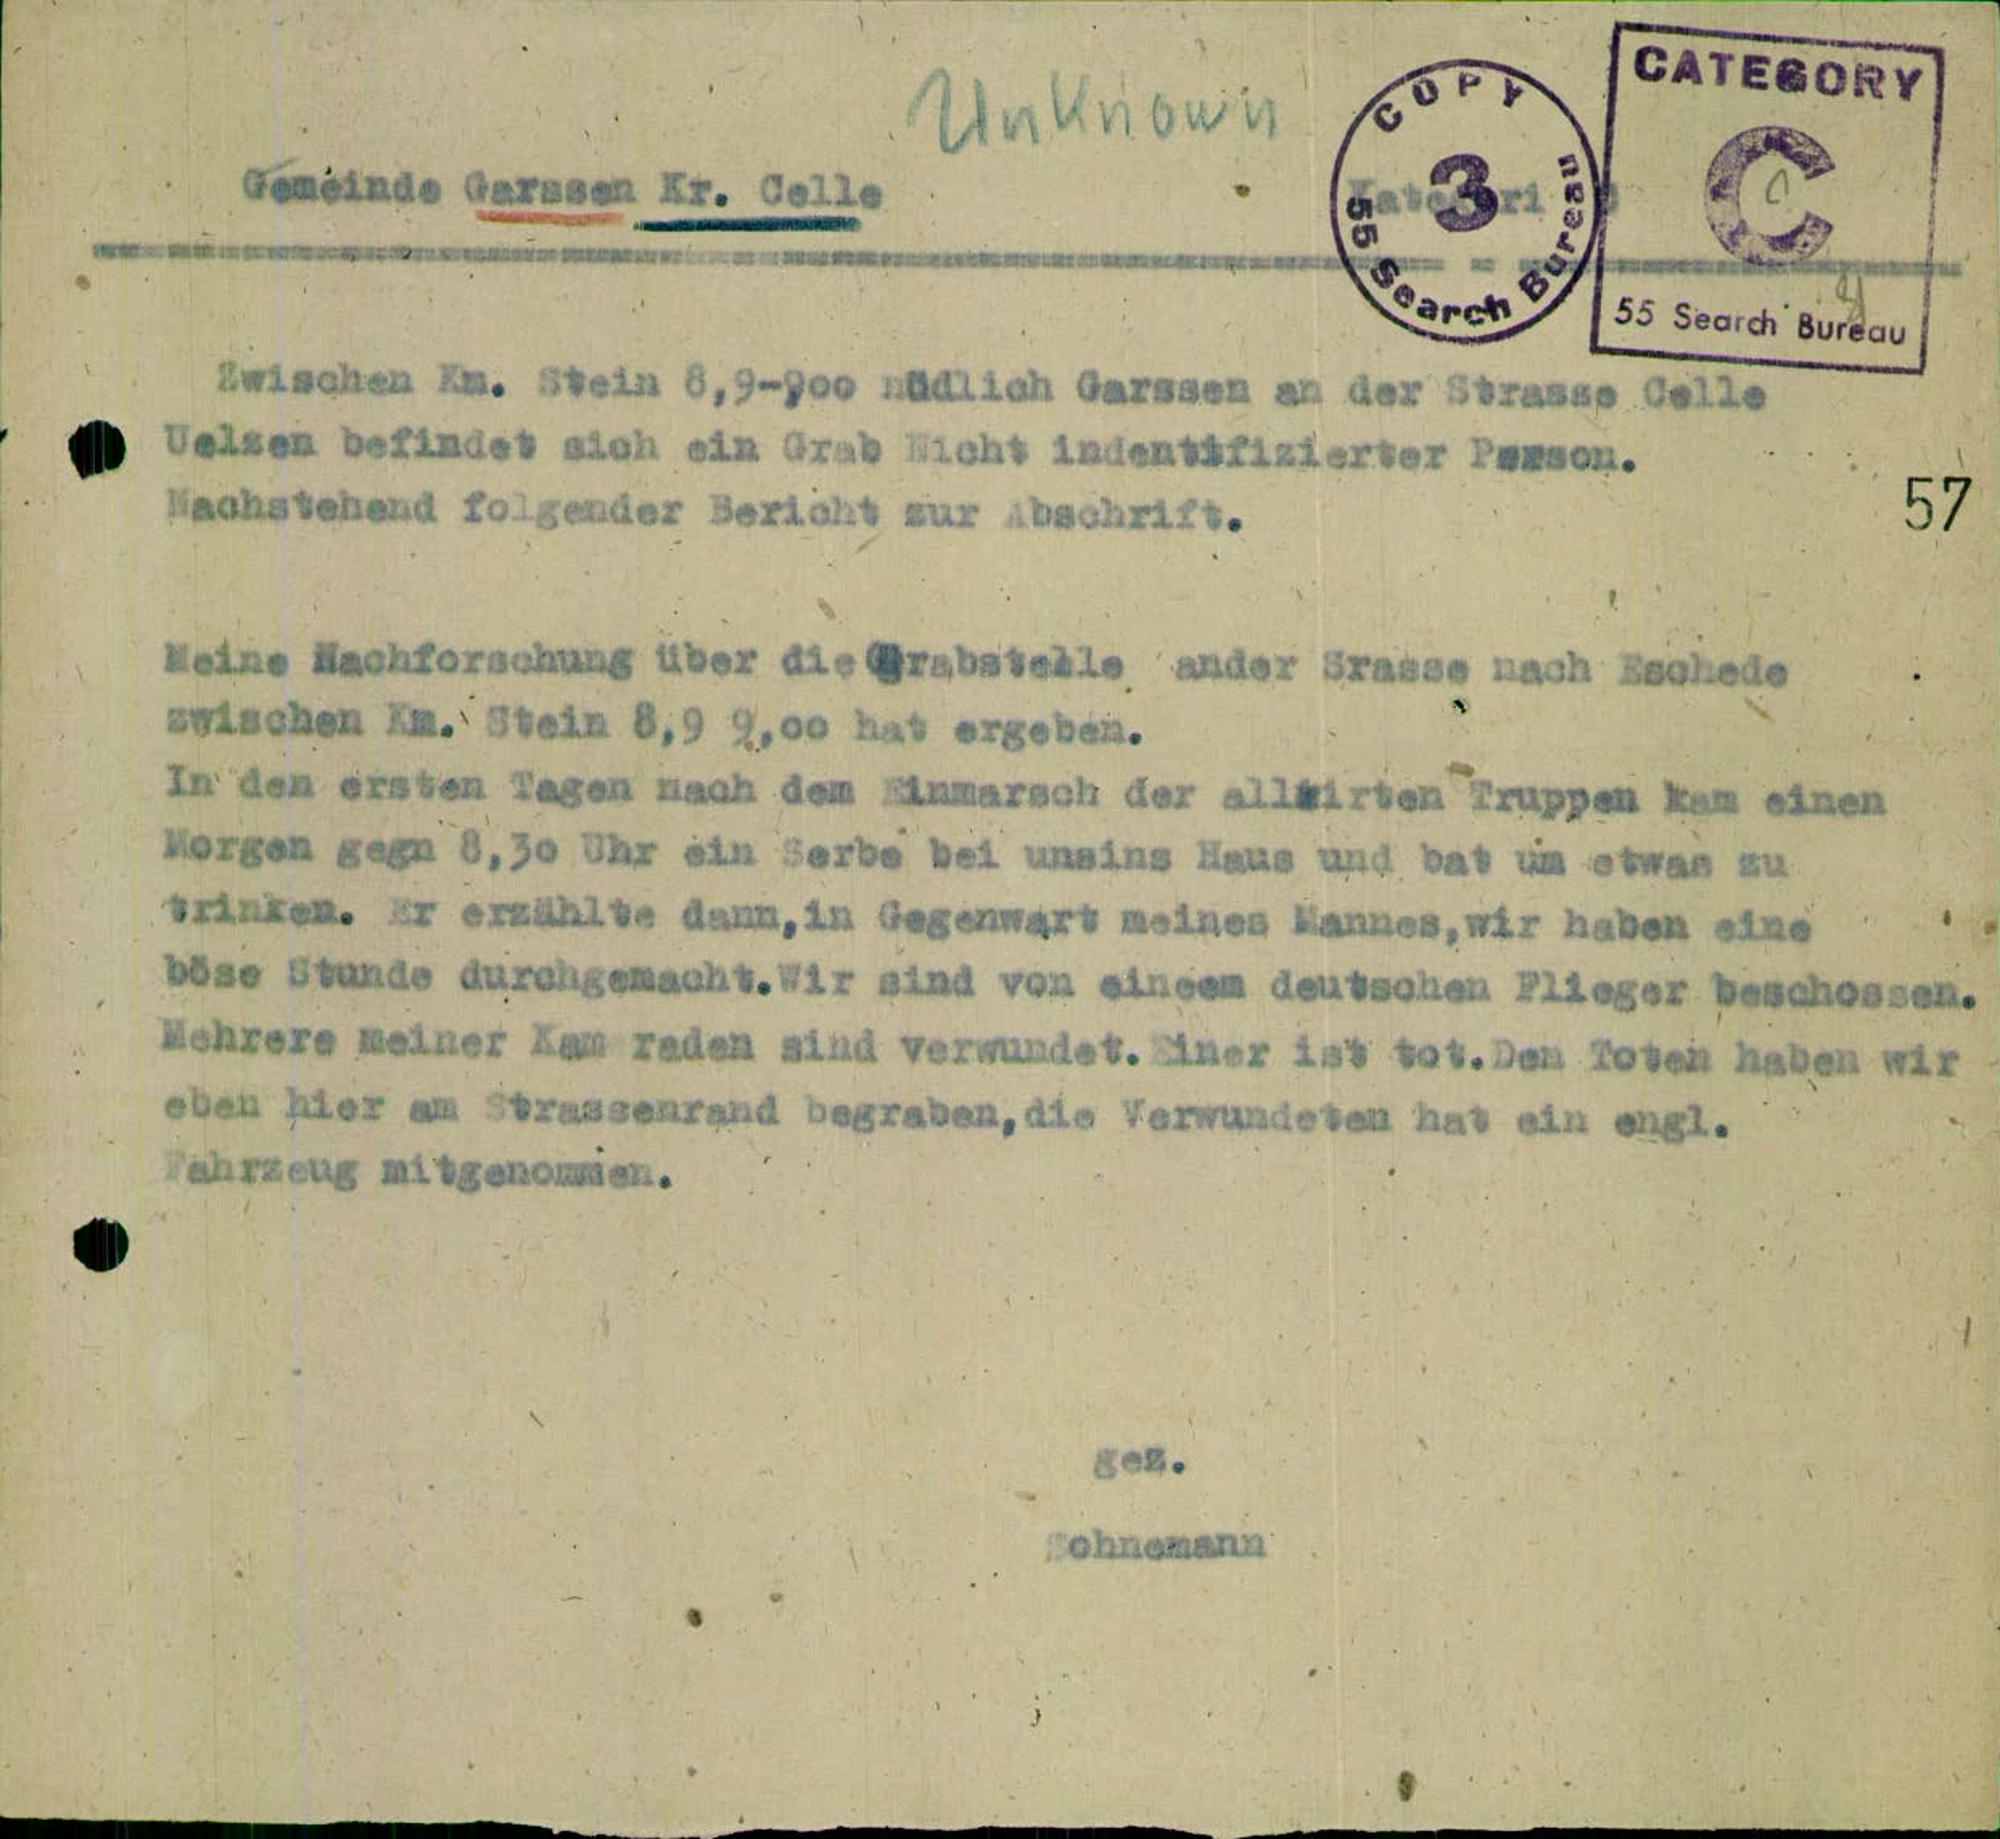 Unknown
COPY
3
55 Search Bureau
CATEGORY
C
55 Search Bureau
Gemeinde Garssen Kr. Celle
Zwischen Km. Stein 8,9-900 nüdlich Garssen an der Strasse Celle
Uelzen befindet sich ein Grab Nicht indentifizierter Person.
57
Nachstehend folgender Bericht zur Abschrift.
Meine Nachforschung über die Grabstelle ander Srasse nach Eschede
zwischen Km. Stein 8,9 9,00 hat ergeben.
In den ersten Tagen nach dem Einmarsch der alliirten Truppen kam einen
Morgen gegn 8,30 Uhr ein Serbe bei unsins Haus und bat um etwas zu
trinken. Er erzählte dann,in Gegenwart meines Mannes,wir haben eine
böse Stunde durchgemacht.Wir sind von eineem deutschen Flieger beschossen.
Mehrere meiner Kam raden sind verwundet.Einer ist tot.Den Toten haben wir
eben hier am Strassenrand begraben,die Verwundeten hat ein engl.
Fahrzeug mitgenommen.
gez.